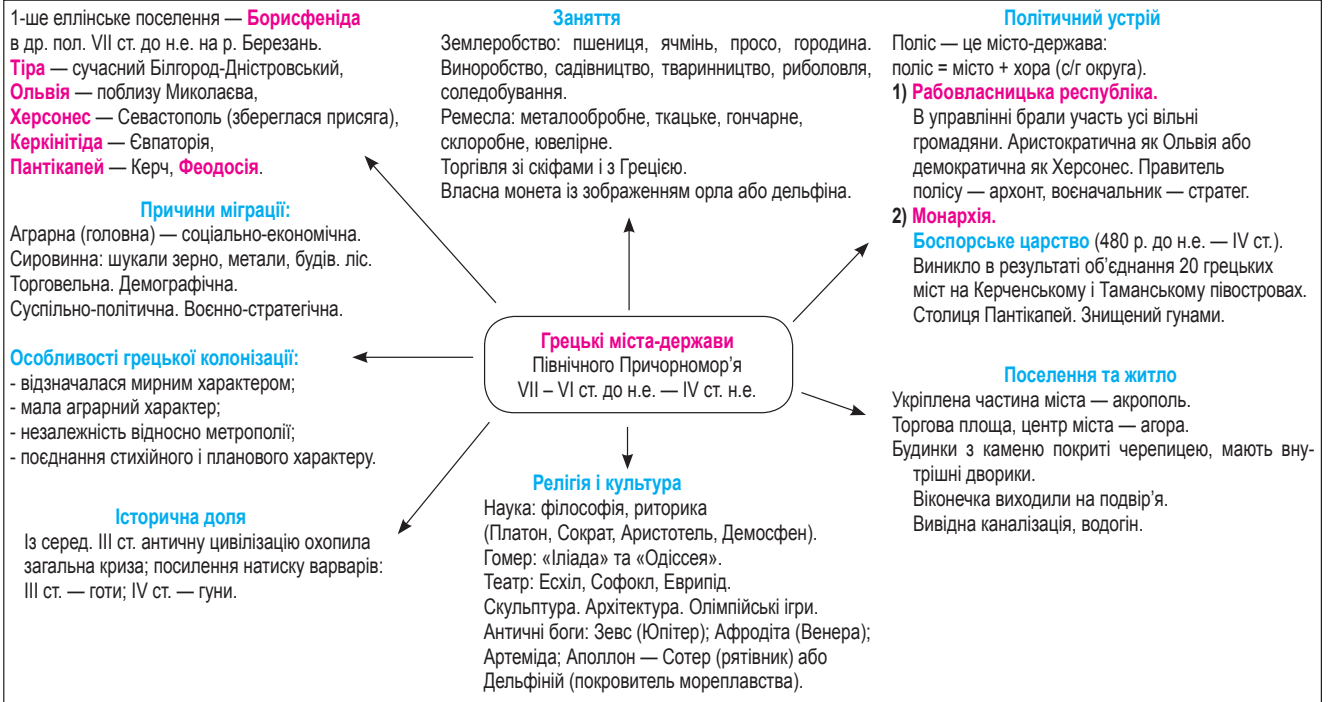 1-ше еллінське поселення — Борисфеніда
в др. пол. VII ст. до н.е. на р. Березань.
Тіра — сучасний Білгород-Дністровський,
Ольвія — поблизу Миколаєва,
Херсонес — Севастополь (збереглася присяга),
Керкінітіда — Євпаторія,
Пантікапей — Керч, Феодосія.
Причини міграції:
Аграрна (головна) — соціально-економічна.
Сировинна: шукали зерно, метали, будів. ліс.
Торговельна. Демографічна.
Суспільно-політична. Воєнно-стратегічна.
Особливості грецької колонізації:
- відзначалася мирним характером;
- мала аграрний характер;
- незалежність відносно метрополії;
- поєднання стихійного і планового характеру.
Історична доля
Із серед. III ст. античну цивілізацію охопила
загальна криза; посилення натиску варварів:
III ст. — готи; IV ст. — гуни.
Заняття
Землеробство: пшениця, ячмінь, просо, городина.
Виноробство, садівництво, тваринництво, риболовля,
соледобування.
Ремесла: металообробне, ткацьке, гончарне,
склоробне, ювелірне.
Торгівля зі скіфами і з Грецією.
Власна монета із зображенням орла або дельфіна.
Грецькі міста-держави
Північного Причорномор’я
VII – VI ст. до н.е. — IV ст. н.е.
Релігія і культура
Наука: філософія, риторика
(Платон, Сократ, Аристотель, Демосфен).
Гомер: «Іліада» та «Одіссея».
Театр: Есхіл, Софокл, Еврипід.
Скульптура. Архітектура. Олімпійські ігри.
Античні боги: Зевс (Юпітер); Афродіта (Венера);
Артеміда; Аполлон — Сотер (рятівник) або
Дельфіній (покровитель мореплавства).
Політичний устрій
Поліс — це місто-держава:
поліс = місто + хора (с/г округа).
1) Рабовласницька республіка.
В управлінні брали участь усі вільні
громадяни. Аристократична як Ольвія або
демократична як Херсонес. Правитель
полісу — архонт, воєначальник — стратег.
2) Монархія.
Боспорське царство (480 р. до н.е. — IV ст.).
Виникло в результаті об’єднання 20 грецьких
міст на Керченському і Таманському півостровах.
Столиця Пантікапей. Знищений гунами.
Поселення та житло
Укріплена частина міста — акрополь.
Торгова площа, центр міста — агора.
Будинки з каменю покриті черепицею, мають вну-
трішні дворики.
Віконечка виходили на подвір’я.
Вивідна каналізація, водогін.